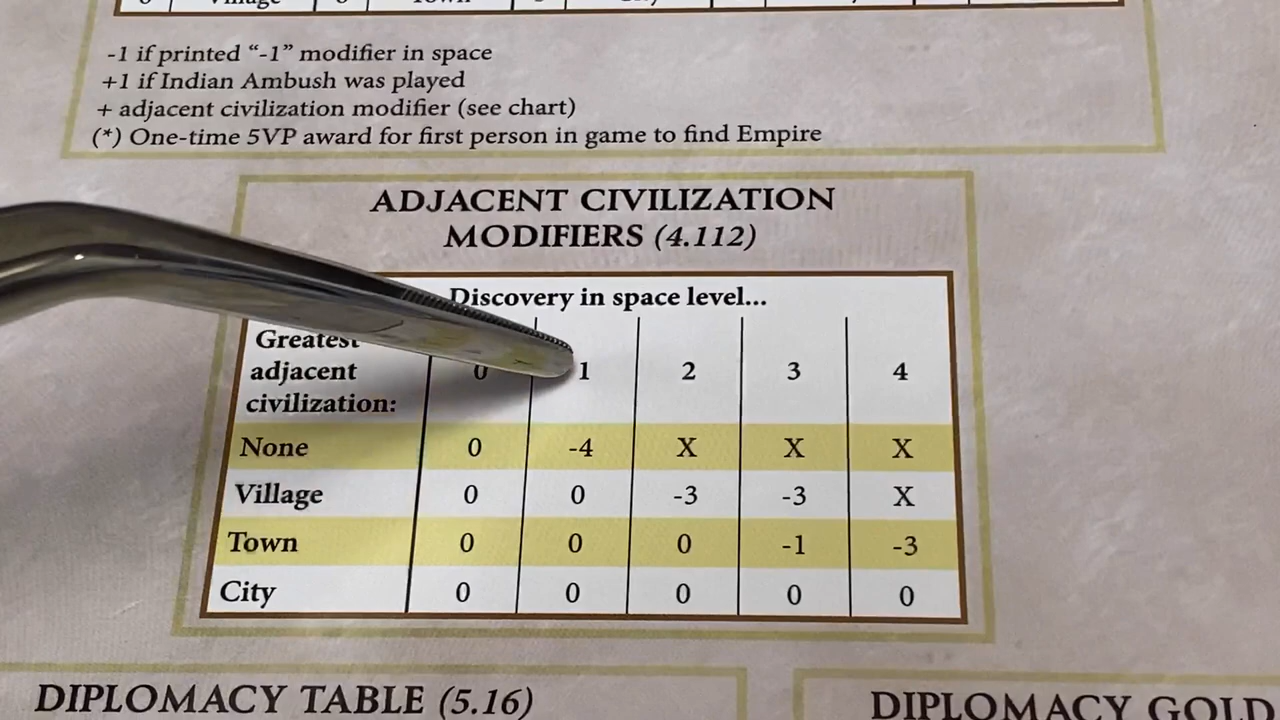 -1 if printed “-1” modifier in space
+1 if Indian Ambush was played
+ adjacent civilization modifier (see chart)
(*) One-time 5VP award for first person in game to find Empire
ADJACENT CIVILIZATION
MODIFIERS (4.112)
Discovery in space level...
Greatest
adjacent
civilization:
0 1 2 3 4
None 0 -4 X X X
Village 0 0 -3 -3 X
Town 0 0 0 -1 -3
City 0 0 0 0 0
DIPLOMACY TABLE (5.16)
DIPLOMACY GOLD